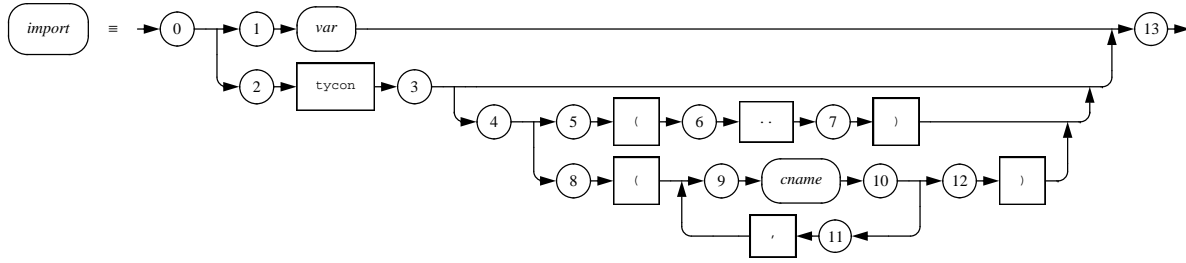 import ≡ 0 1 var 13
2 tycon 3
4 5 ( 6 .. 7 )
8 ( 9 cname 10 12 )
, 11